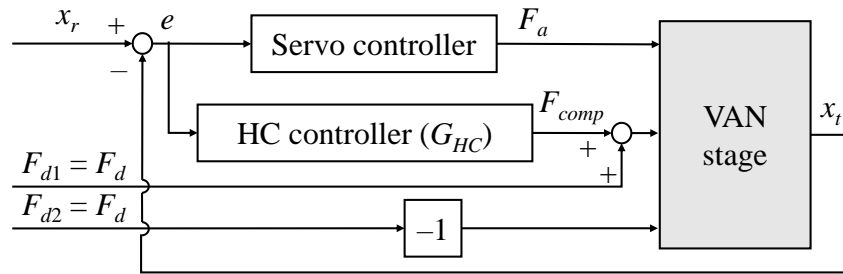 x_r + e Servo controller F_a
–
HC controller (G_HC) F_comp VAN stage x_t
+
F_d1 = F_d +
F_d2 = F_d
–1